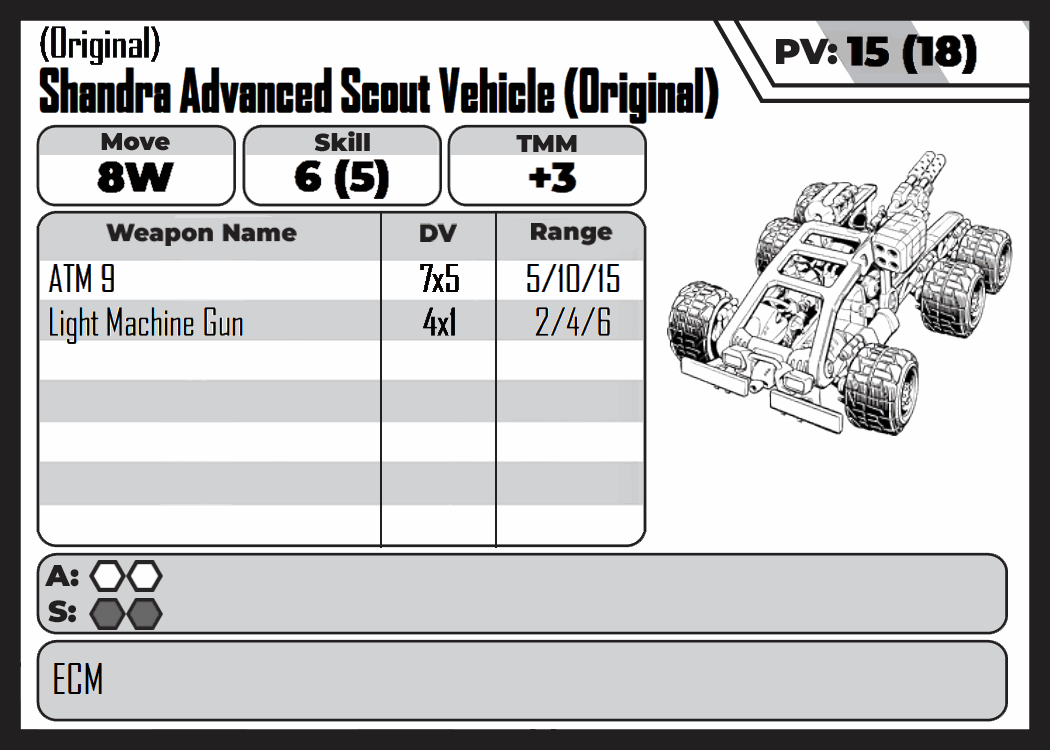 (Original)
Shandra Advanced Scout Vehicle (Original)
PV: 15 (18)
Move
8W
Skill
6 (5)
TMM
+3
Weapon Name DV Range
ATM 9 7x5 5/10/15
Light Machine Gun 4x1 2/4/6
A:
S:
ECM